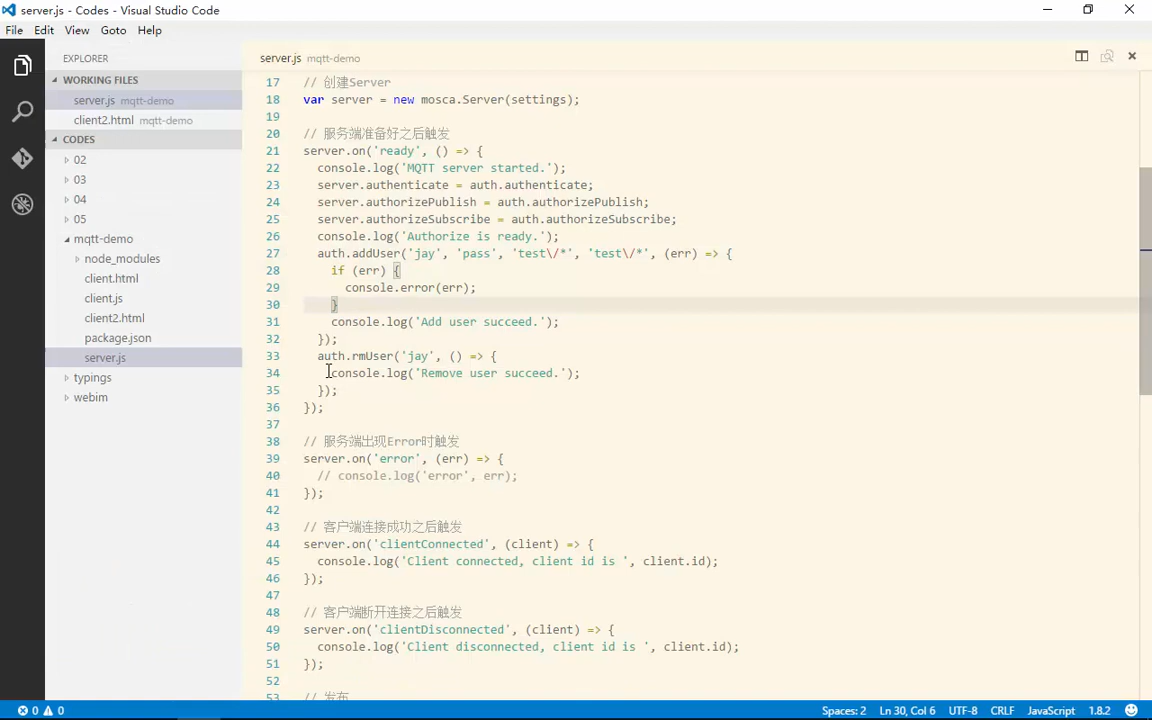 server.js - Codes - Visual Studio Code
File Edit View Goto Help
EXPLORER
WORKING FILES
server.js mqtt-demo
client2.html mqtt-demo
CODES
02
03
04
05
mqtt-demo
node_modules
client.html
client.js
client2.html
package.json
server.js
typings
webim
server.js mqtt-demo
17 // 创建Server
18 var server = new mosca.Server(settings);
19
20 // 服务端准备好之后触发
21 server.on('ready', () => {
22 console.log('MQTT server started.');
23 server.authenticate = auth.authenticate;
24 server.authorizePublish = auth.authorizePublish;
25 server.authorizeSubscribe = auth.authorizeSubscribe;
26 console.log('Authorize is ready.');
27 auth.addUser('jay', 'pass', 'test\/*', 'test\/*', (err) => {
28 if (err) {
29 console.error(err);
30 }
31 console.log('Add user succeed.');
32 });
33 auth.rmUser('jay', () => {
34 console.log('Remove user succeed.');
35 });
36 });
37
38 // 服务端出现Error时触发
39 server.on('error', (err) => {
40 // console.log('error', err);
41 });
42
43 // 客户端连接成功之后触发
44 server.on('clientConnected', (client) => {
45 console.log('Client connected, client id is ', client.id);
46 });
47
48 // 客户端断开连接之后触发
49 server.on('clientDisconnected', (client) => {
50 console.log('Client disconnected, client id is ', client.id);
51 });
52
53 // 发布
0 0 Spaces: 2 Ln 30, Col 6 UTF-8 CRLF JavaScript 1.8.2